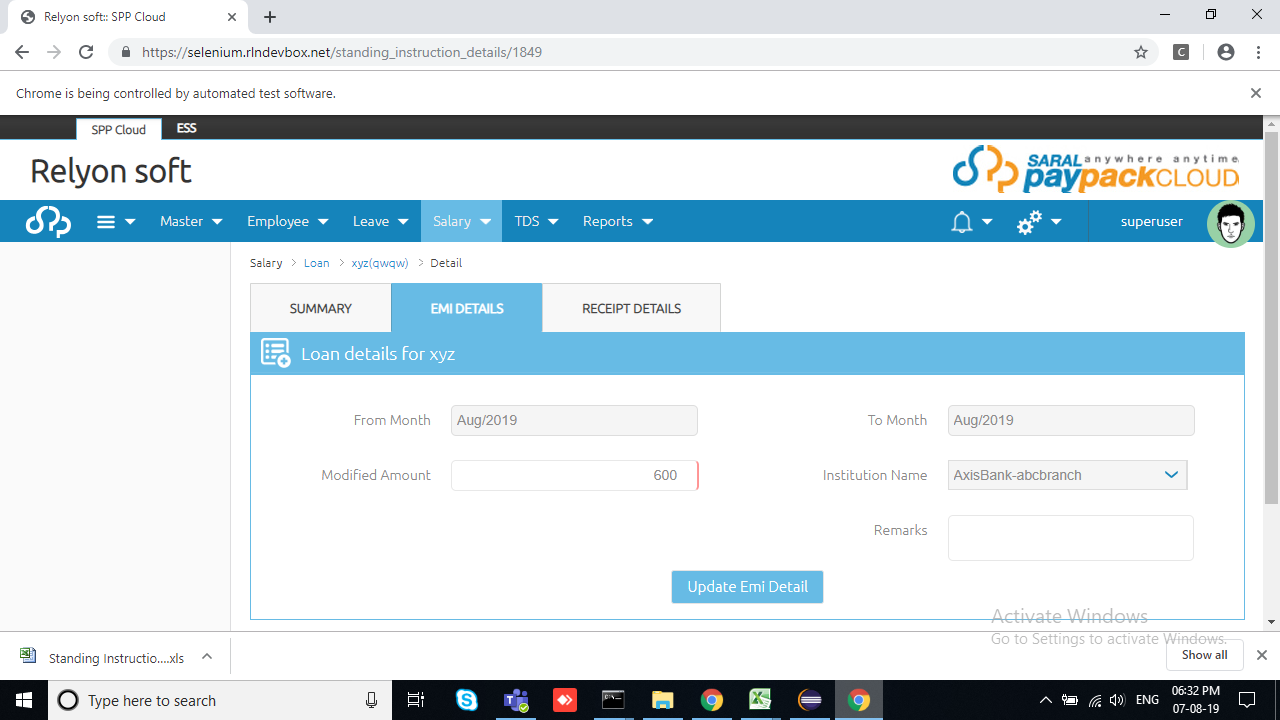 Relyon soft:: SPP Cloud
https://selenium.rlndevbox.net/standing_instruction_details/1849
C
Chrome is being controlled by automated test software.
SPP Cloud ESS
Relyon soft
SARAL anywhere anytime
paypackCLOUD
Master Employee Leave Salary TDS Reports superuser
Salary > Loan > xyz(qwqw) > Detail
SUMMARY EMI DETAILS RECEIPT DETAILS
Loan details for xyz
From Month Aug/2019 To Month Aug/2019
Modified Amount 600 Institution Name AxisBank-abcbranch
Remarks
Update Emi Detail
Activate Windows
Go to Settings to activate Windows.
Standing Instructio....xls Show all
Type here to search ENG 06:32 PM
07-08-19